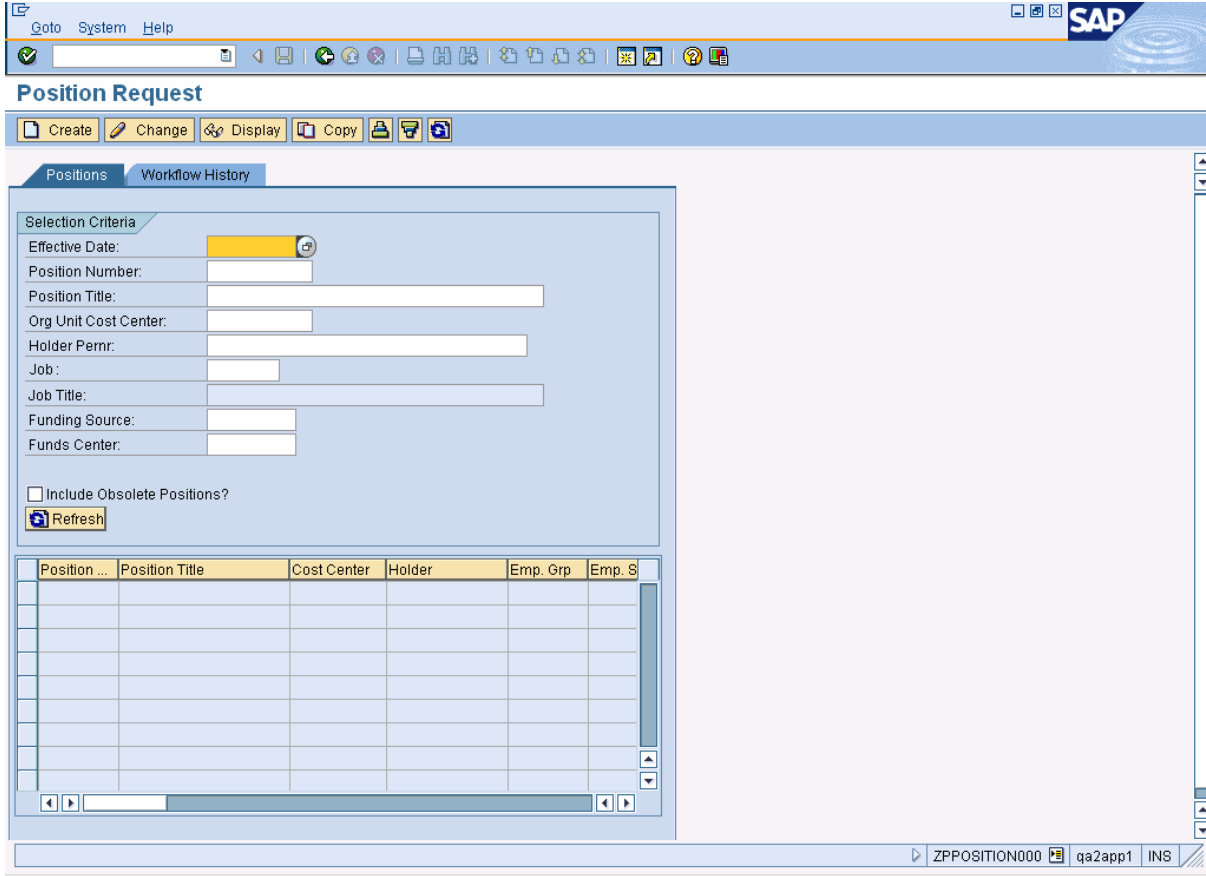 Goto System Help
SAP
Position Request
Create Change Display Copy
Positions Workflow History
Selection Criteria
Effective Date:
Position Number:
Position Title:
Org Unit Cost Center:
Holder Pernr:
Job :
Job Title:
Funding Source:
Funds Center:
Include Obsolete Positions?
Refresh
Position ... Position Title Cost Center Holder Emp. Grp Emp. S
ZPPOSITION000 qa2app1 INS